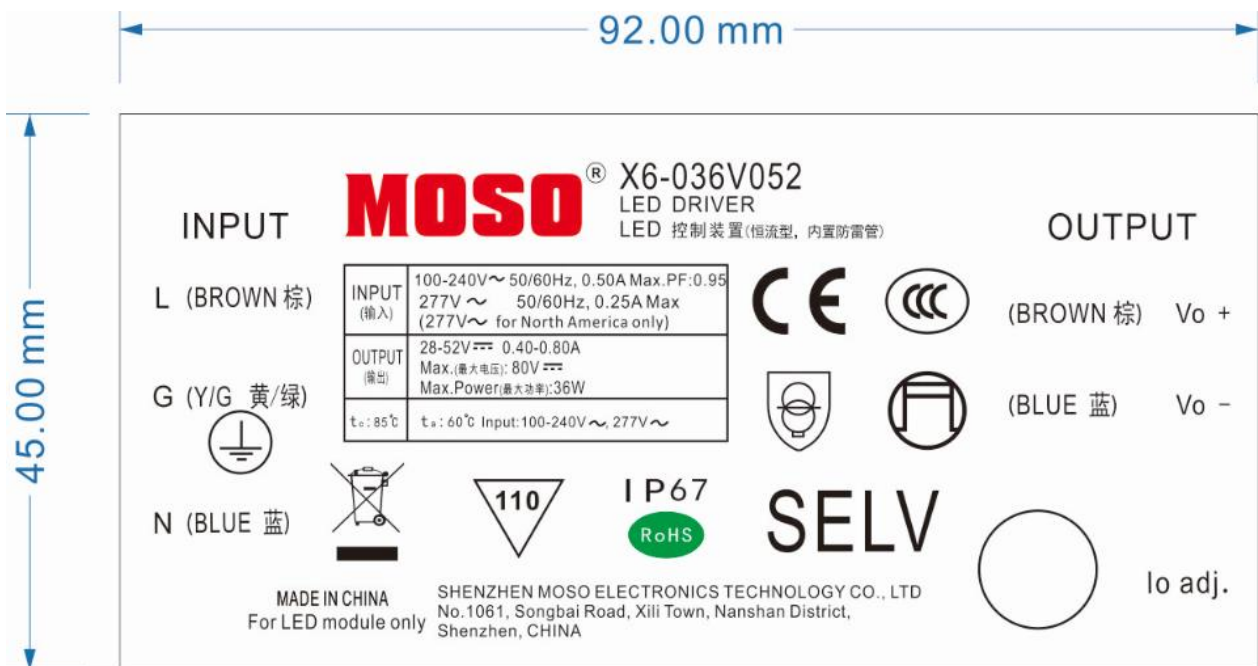 92.00 mm
45.00 mm
MOSO® X6-036V052
LED DRIVER
LED 控制装置(恒流型，内置防雷管)
INPUT
L (BROWN 棕)
G (Y/G 黄/绿)
N (BLUE 蓝)
INPUT
(输入)
100-240V～ 50/60Hz, 0.50A Max.PF:0.95
277V～ 50/60Hz, 0.25A Max
(277V～ for North America only)
OUTPUT
(输出)
28-52V⎓ 0.40-0.80A
Max.(最大电压): 80V⎓
Max.Power(最大功率):36W
tc:85℃
ta:60℃ Input:100-240V～, 277V～
CE
CCC
OUTPUT
(BROWN 棕) Vo +
(BLUE 蓝) Vo -
110
IP67
RoHS
SELV
Io adj.
MADE IN CHINA
For LED module only
SHENZHEN MOSO ELECTRONICS TECHNOLOGY CO., LTD
No.1061, Songbai Road, Xili Town, Nanshan District,
Shenzhen, CHINA